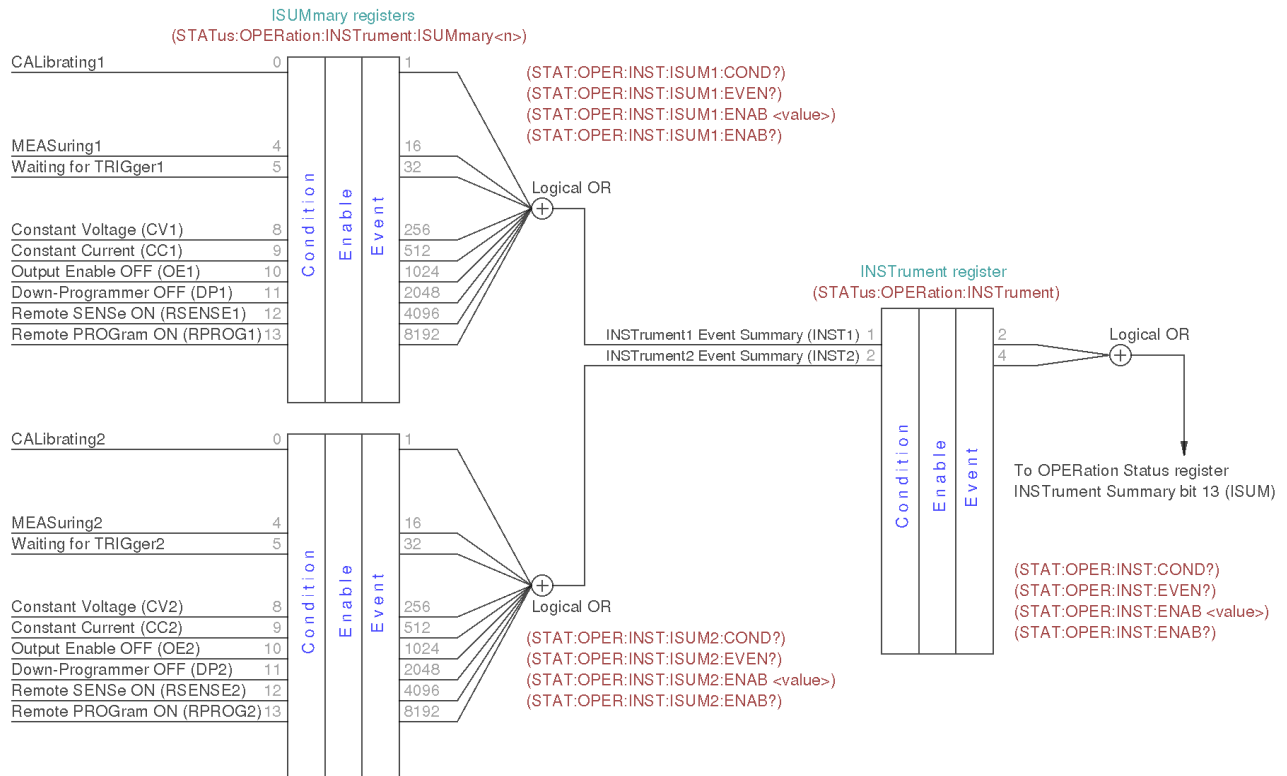 ISUMmary registers
(STATus:OPERation:INSTrument:ISUMmary<n>)
CALibrating1 0 1
(STAT:OPER:INST:ISUM1:COND?)
(STAT:OPER:INST:ISUM1:EVEN?)
(STAT:OPER:INST:ISUM1:ENAB <value>)
(STAT:OPER:INST:ISUM1:ENAB?)
MEASuring1 4 16
Waiting for TRIGger1 5 32
Condition
Enable
Event
Logical OR
Constant Voltage (CV1) 8 256
Constant Current (CC1) 9 512
Output Enable OFF (OE1) 10 1024
Down-Programmer OFF (DP1) 11 2048
Remote SENSe ON (RSENSE1) 12 4096
Remote PROGram ON (RPROG1) 13 8192
INSTrument register
(STATus:OPERation:INSTrument)
INSTrument1 Event Summary (INST1) 1 2
INSTrument2 Event Summary (INST2) 2 4
Logical OR
Condition
Enable
Event
To OPERation Status register
INSTrument Summary bit 13 (ISUM)
(STAT:OPER:INST:COND?)
(STAT:OPER:INST:EVEN?)
(STAT:OPER:INST:ENAB <value>)
(STAT:OPER:INST:ENAB?)
CALibrating2 0 1
MEASuring2 4 16
Waiting for TRIGger2 5 32
Condition
Enable
Event
Logical OR
Constant Voltage (CV2) 8 256
Constant Current (CC2) 9 512
Output Enable OFF (OE2) 10 1024
Down-Programmer OFF (DP2) 11 2048
Remote SENSe ON (RSENSE2) 12 4096
Remote PROGram ON (RPROG2) 13 8192
(STAT:OPER:INST:ISUM2:COND?)
(STAT:OPER:INST:ISUM2:EVEN?)
(STAT:OPER:INST:ISUM2:ENAB <value>)
(STAT:OPER:INST:ISUM2:ENAB?)